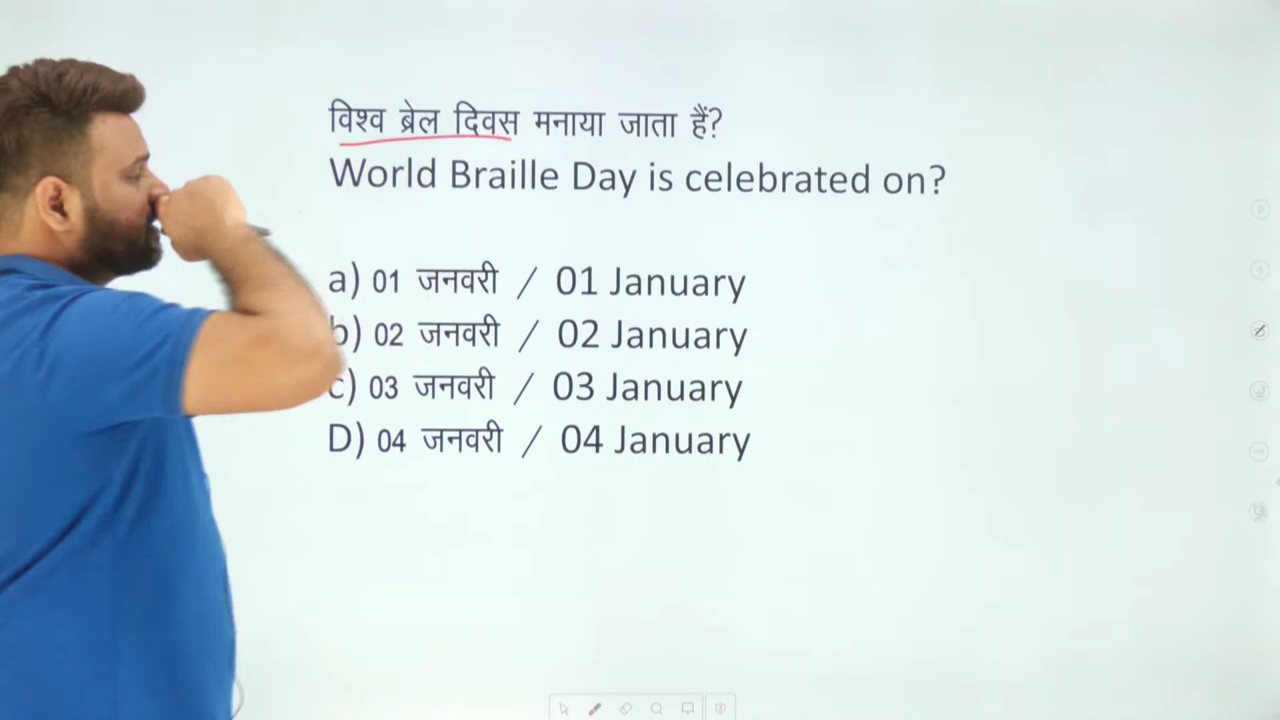 विश्व ब्रेल दिवस मनाया जाता हैं?
World Braille Day is celebrated on?
a) 01 जनवरी / 01 January
b) 02 जनवरी / 02 January
c) 03 जनवरी / 03 January
D) 04 जनवरी / 04 January